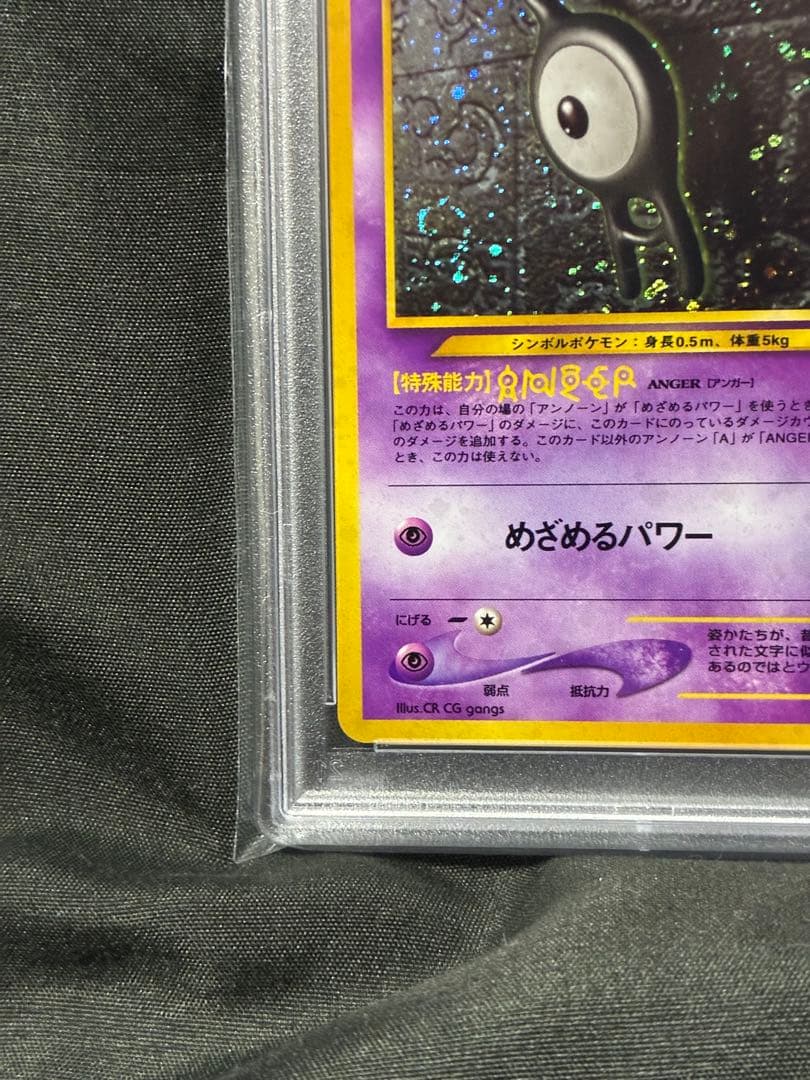 シンボルポケモン：身長0.5m、体重5kg
【特殊能力】ANGER ANGER [アンガー]
この力は、自分の場の「アンノーン」が「めざめるパワー」を使うとき
「めざめるパワー」のダメージに、このカードにのっているダメージカウ
のダメージを追加する。このカード以外のアンノーン「A」が「ANGER
とき、この力は使えない。
めざめるパワー
にげる
姿かたちが、昔
された文字に似
あるのではとウ
弱点 抵抗力
Illus.CR CG gangs